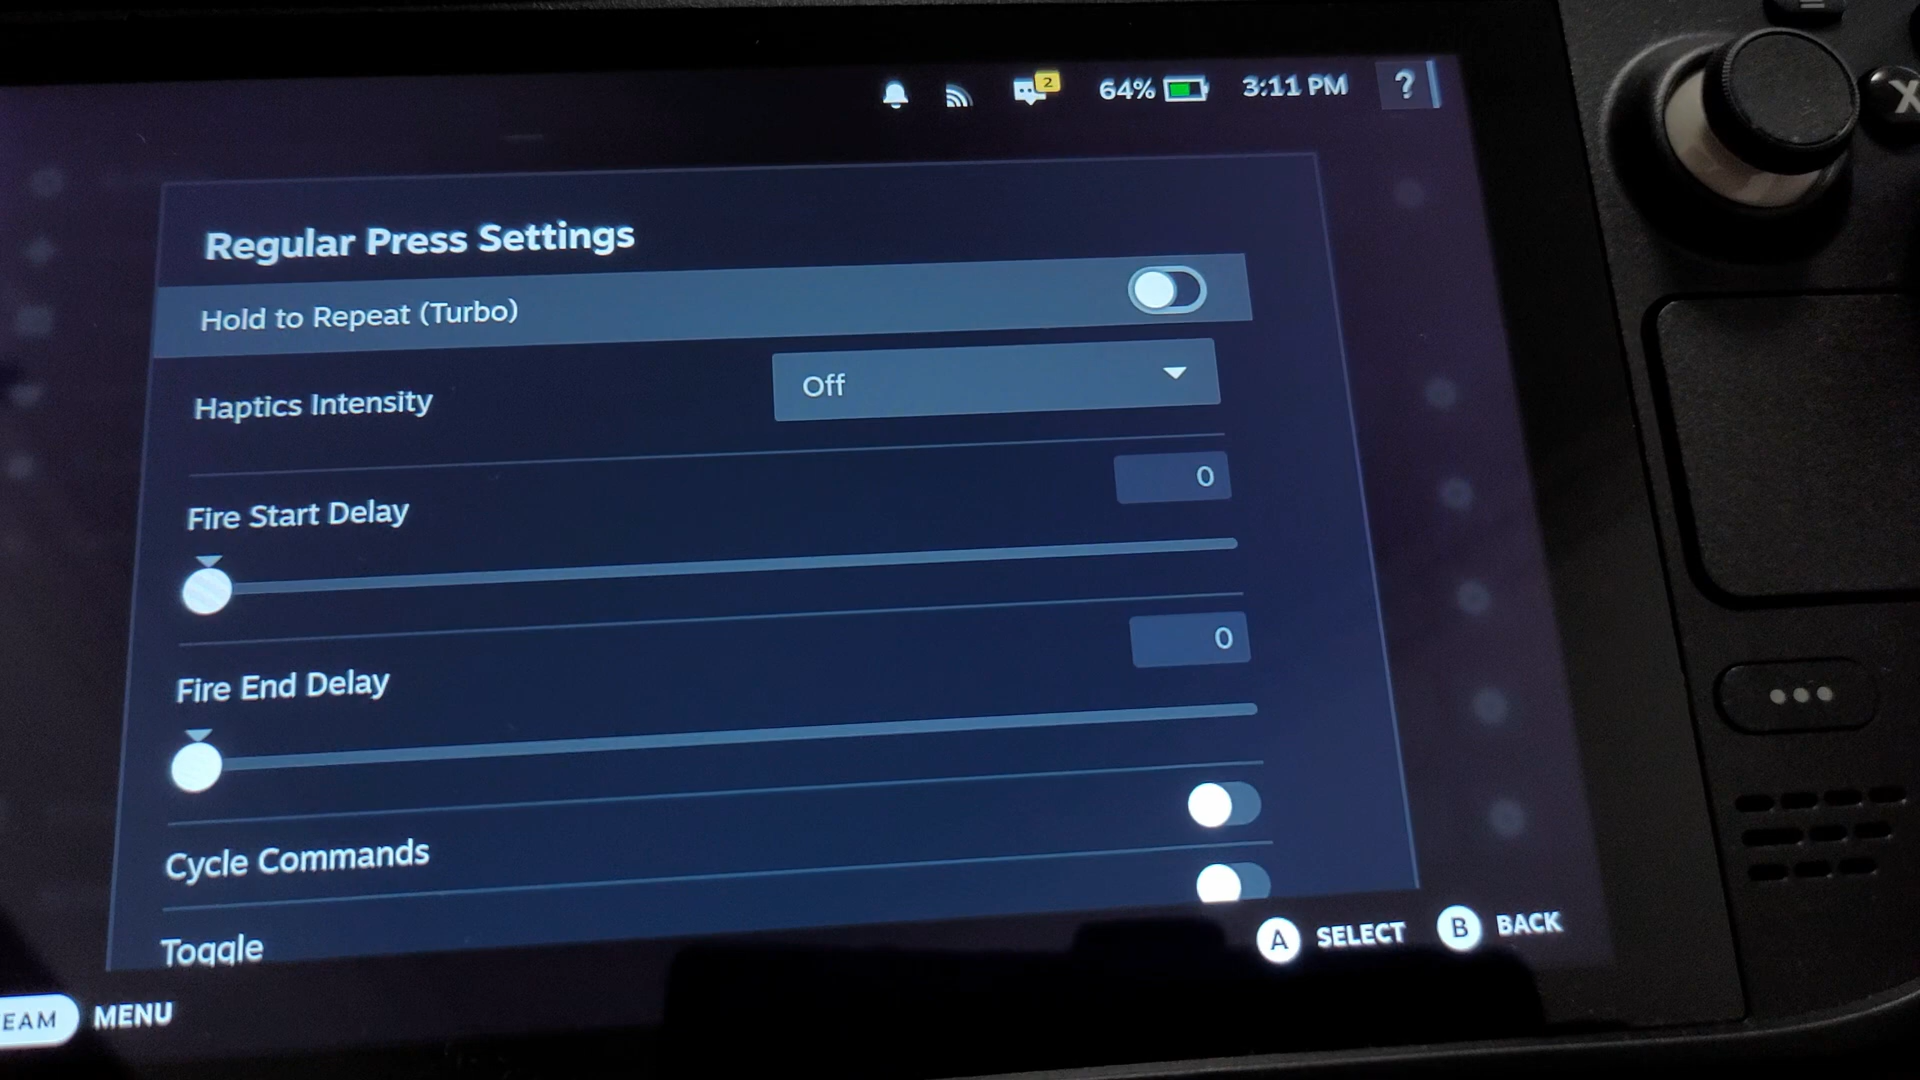 2
64%
3:11 PM
?
X
Regular Press Settings
Hold to Repeat (Turbo)
Haptics Intensity
Off
Fire Start Delay
0
Fire End Delay
0
Cycle Commands
Toggle
A SELECT
B BACK
EAM MENU